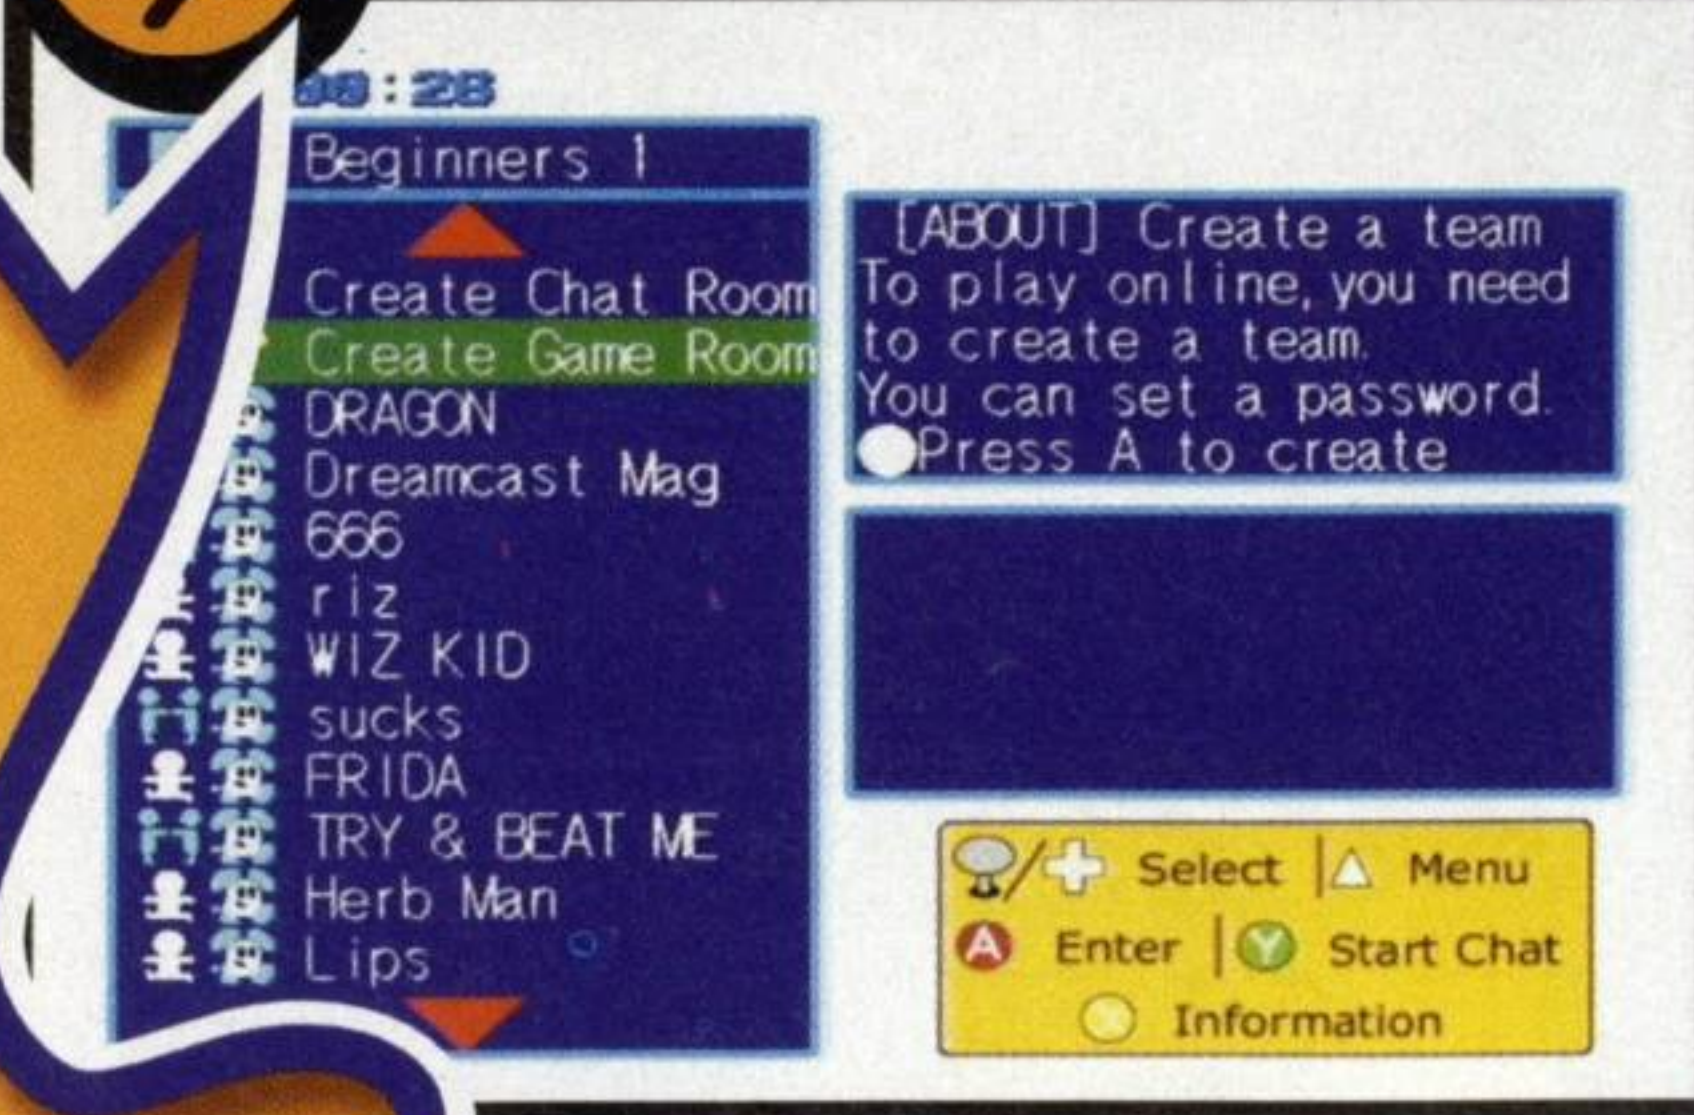 :28
Beginners 1
Create Chat Room
Create Game Room
DRAGON
Dreamcast Mag
666
riz
WIZ KID
sucks
FRIDA
TRY & BEAT ME
Herb Man
Lips
[ABOUT] Create a team
To play online, you need
to create a team.
You can set a password.
Press A to create
Select | Menu
A Enter | Y Start Chat
Information